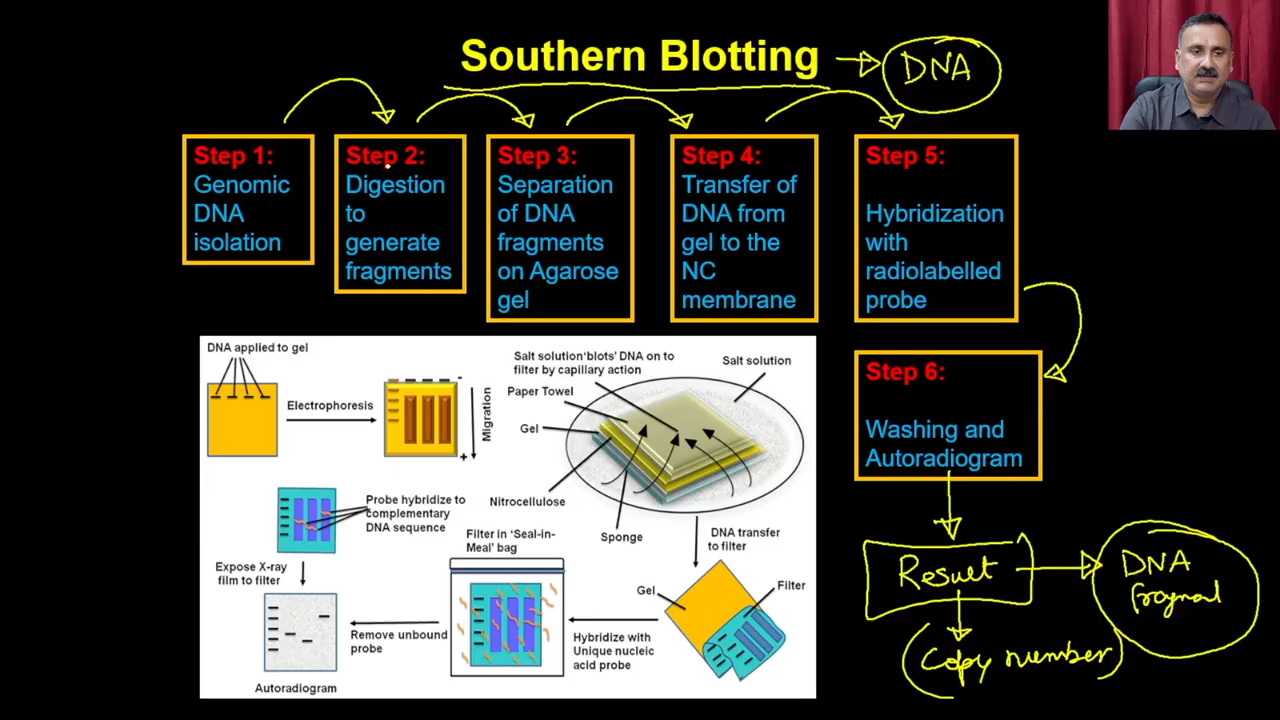 Southern Blotting
DNA
Step 1:
Genomic
DNA
isolation
Step 2:
Digestion
to
generate
fragments
Step 3:
Separation
of DNA
fragments
on Agarose
gel
Step 4:
Transfer of
DNA from
gel to the
NC
membrane
Step 5:
Hybridization
with
radiolabelled
probe
Step 6:
Washing and
Autoradiogram
DNA applied to gel
Electrophoresis
-
+
Migration
Salt solution'blots' DNA on to
filter by capillary action
Salt solution
Paper Towel
Gel
Nitrocellulose
Sponge
DNA transfer
to filter
Gel
Filter
Hybridize with
Unique nucleic
acid probe
Filter in 'Seal-in-
Meal' bag
Remove unbound
probe
Probe hybridize to
complementary
DNA sequence
Expose X-ray
film to filter
Autoradiogram
Result
DNA
Copy number